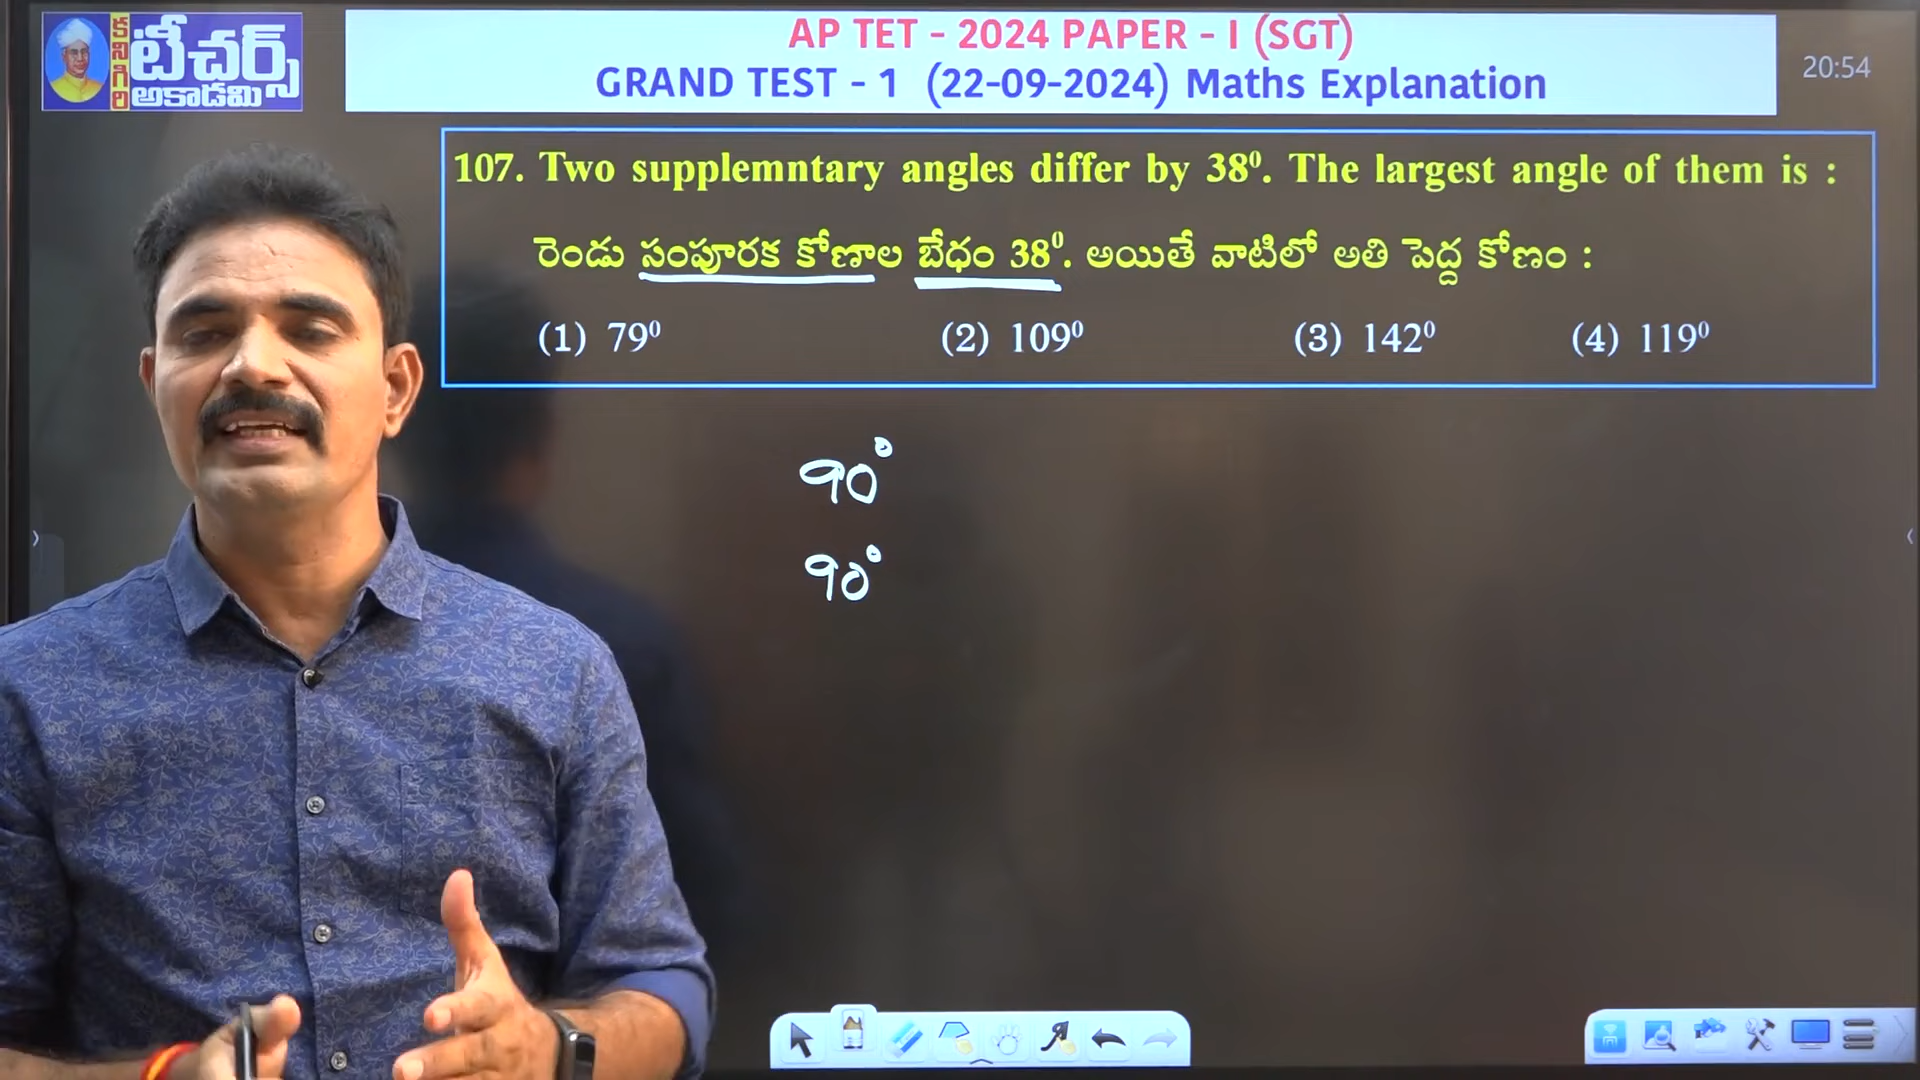 కనిగిరి
టీచర్స్
అకాడమి
AP TET - 2024 PAPER - I (SGT)
GRAND TEST - 1 (22-09-2024) Maths Explanation
20:54
107. Two supplemntary angles differ by 38⁰. The largest angle of them is :
రెండు సంపూరక కోణాల బేధం 38⁰. అయితే వాటిలో అతి పెద్ద కోణం :
(1) 79⁰ (2) 109⁰ (3) 142⁰ (4) 119⁰
90°
90°